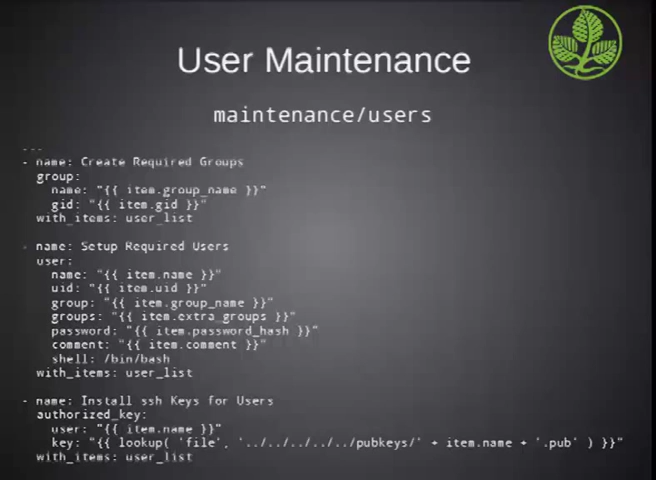 User Maintenance
maintenance/users
---
- name: Create Required Groups
group:
name: "{{ item.group_name }}"
gid: "{{ item.gid }}"
with_items: user_list
- name: Setup Required Users
user:
name: "{{ item.name }}"
uid: "{{ item.uid }}"
group: "{{ item.group_name }}"
groups: "{{ item.extra_groups }}"
password: "{{ item.password_hash }}"
comment: "{{ item.comment }}"
shell: /bin/bash
with_items: user_list
- name: Install ssh Keys for Users
authorized_key:
user: "{{ item.name }}"
key: "{{ lookup( 'file', '../../../../../pubkeys/' + item.name + '.pub' ) }}"
with_items: user_list